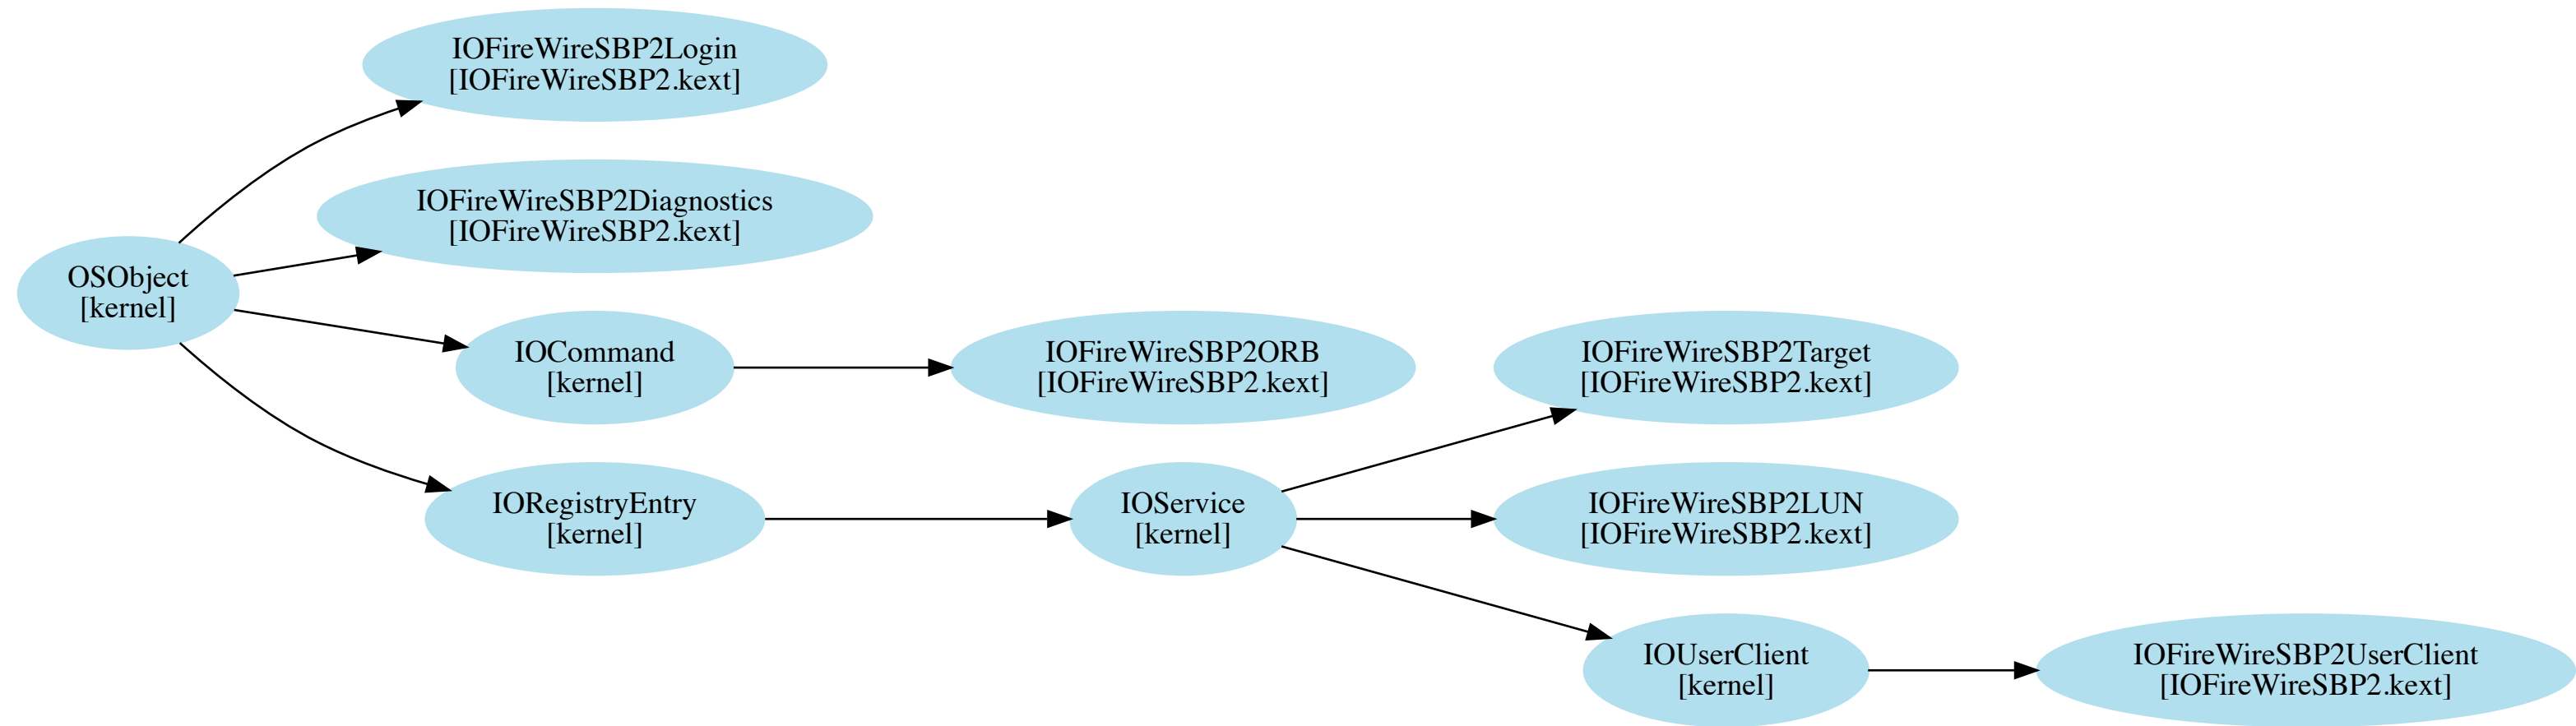 IOFireWireSBP2Login
[IOFireWireSBP2.kext]
IOFireWireSBP2Diagnostics
[IOFireWireSBP2.kext]
OSObject
[kernel]
IOCommand
[kernel]
IOFireWireSBP2ORB
[IOFireWireSBP2.kext]
IOFireWireSBP2Target
[IOFireWireSBP2.kext]
IORegistryEntry
[kernel]
IOService
[kernel]
IOFireWireSBP2LUN
[IOFireWireSBP2.kext]
IOUserClient
[kernel]
IOFireWireSBP2UserClient
[IOFireWireSBP2.kext]